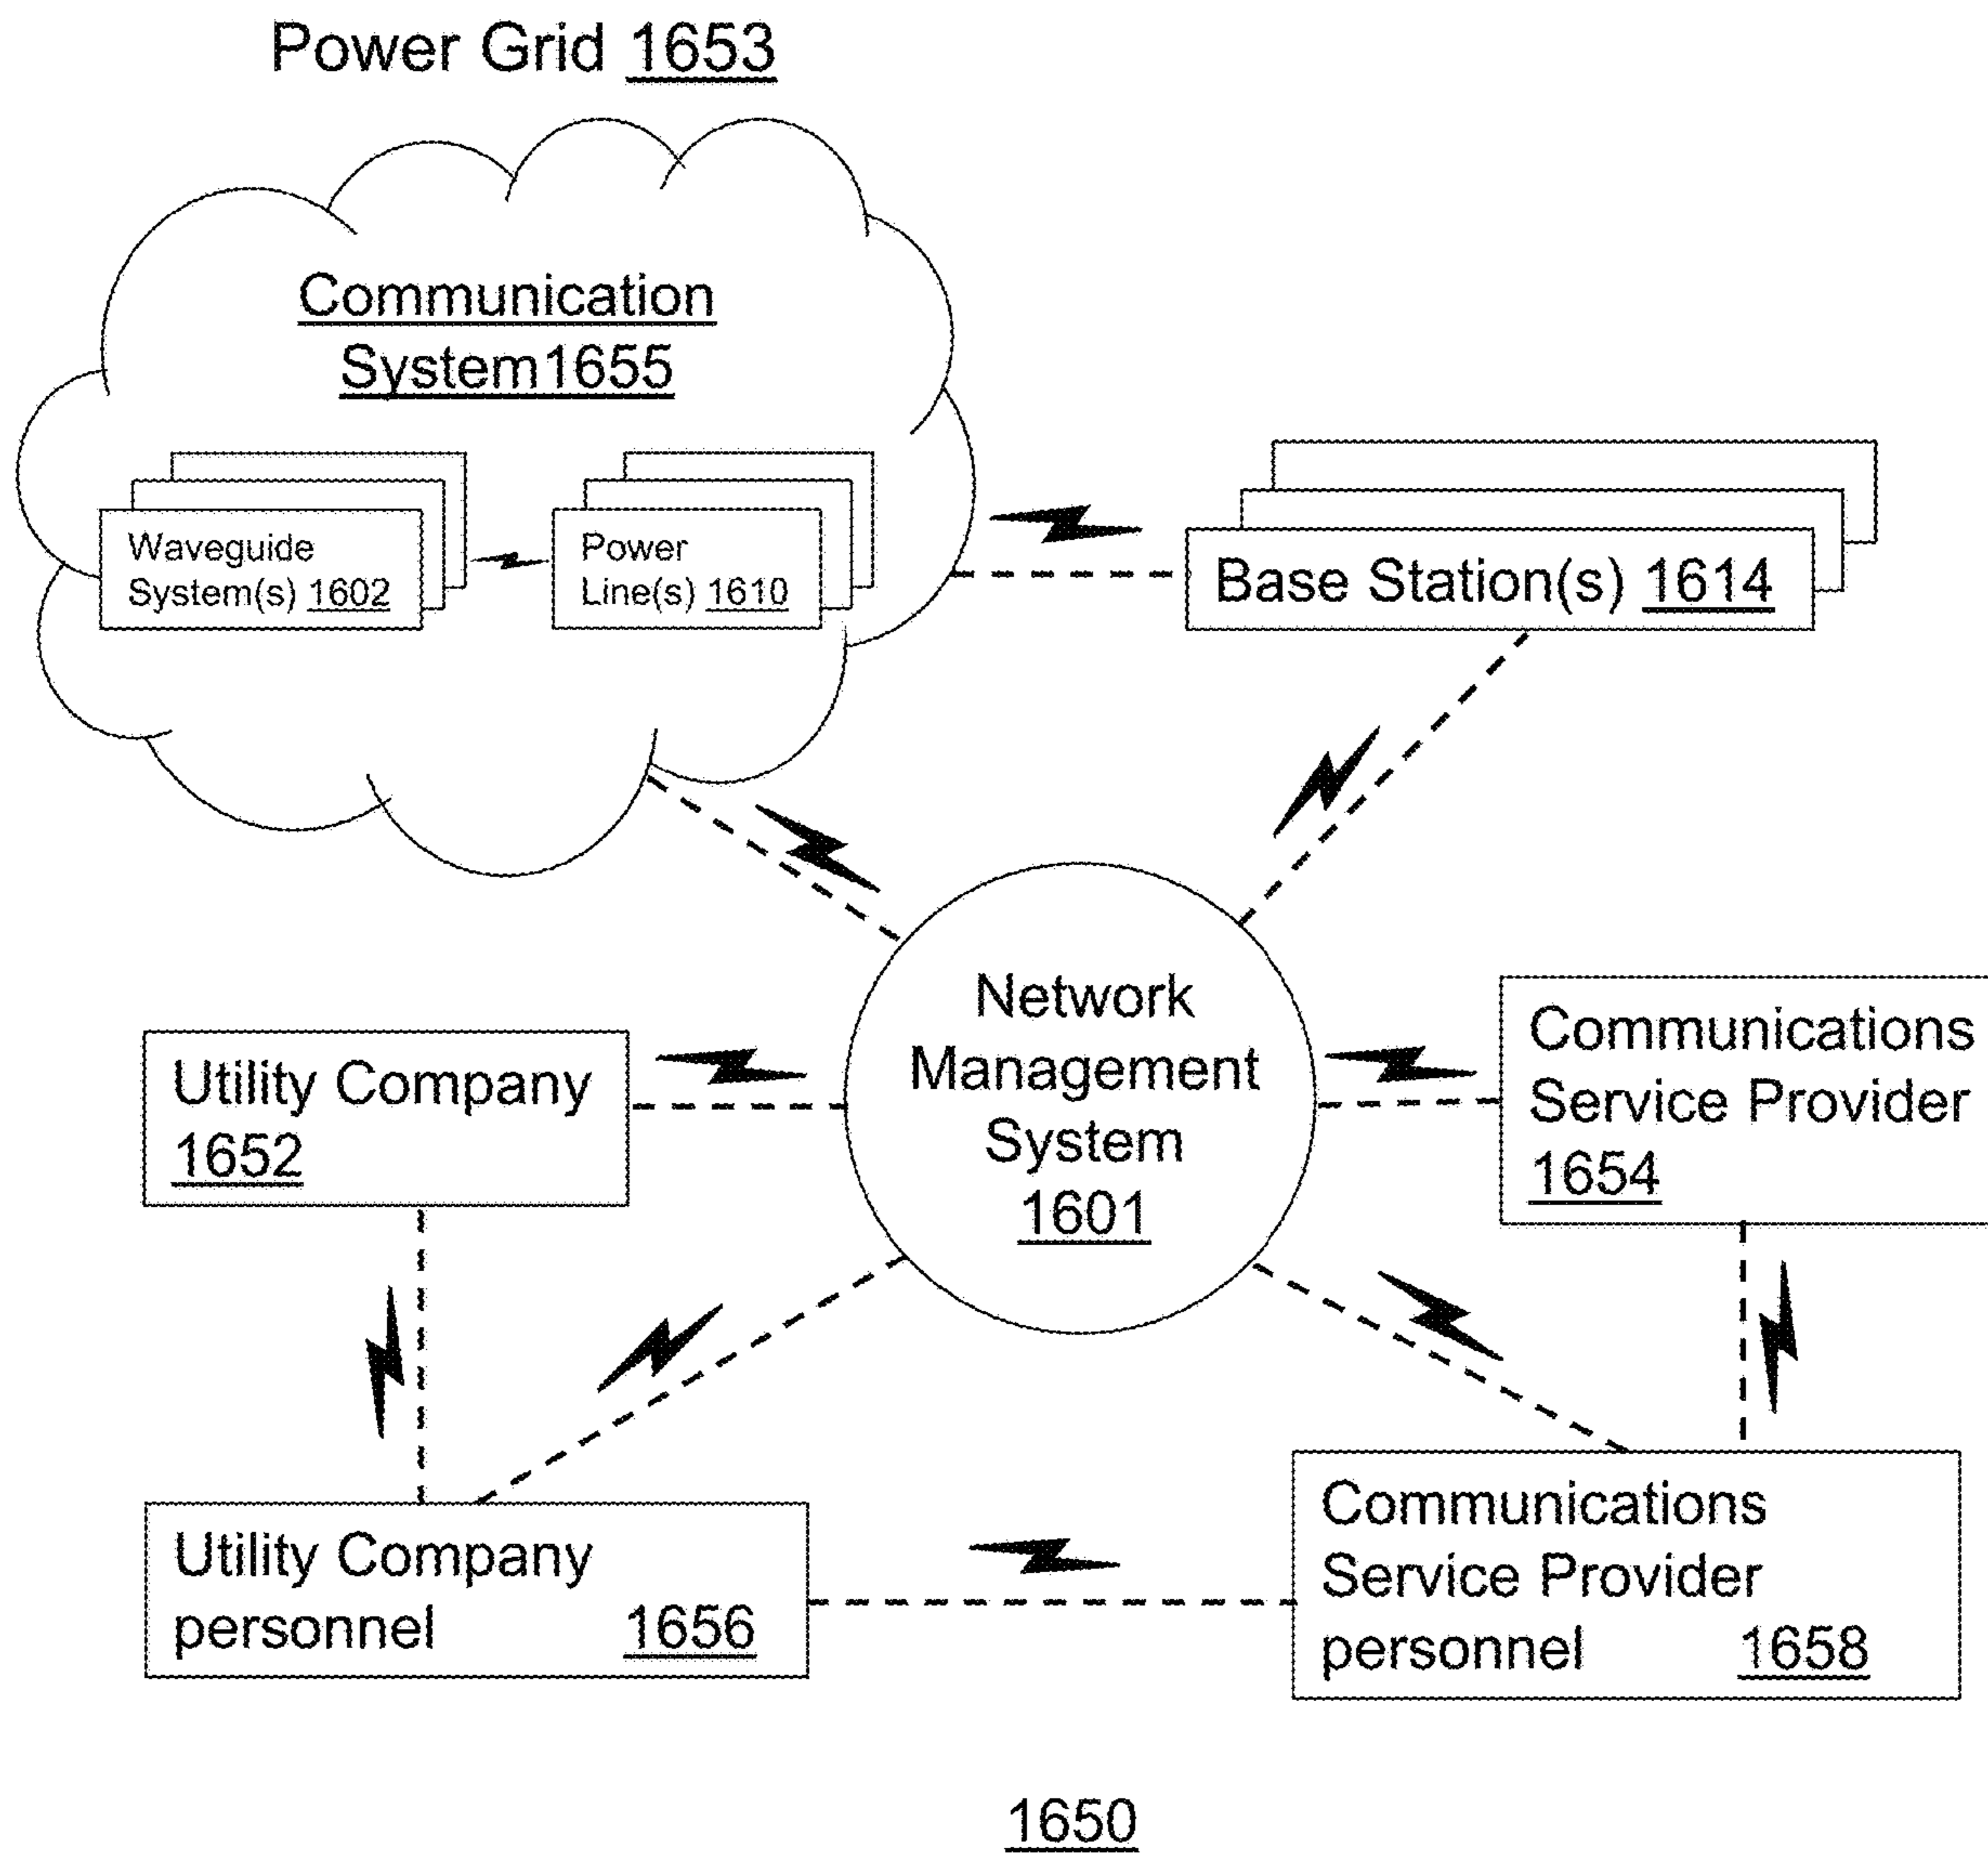 Power Grid 1653
Communication
System1655
Waveguide
System(s) 1602
Power
Line(s) 1610
Base Station(s) 1614
Network
Management
System
1601
Utility Company
1652
Communications
Service Provider
1654
Utility Company
personnel 1656
Communications
Service Provider
personnel 1658
1650